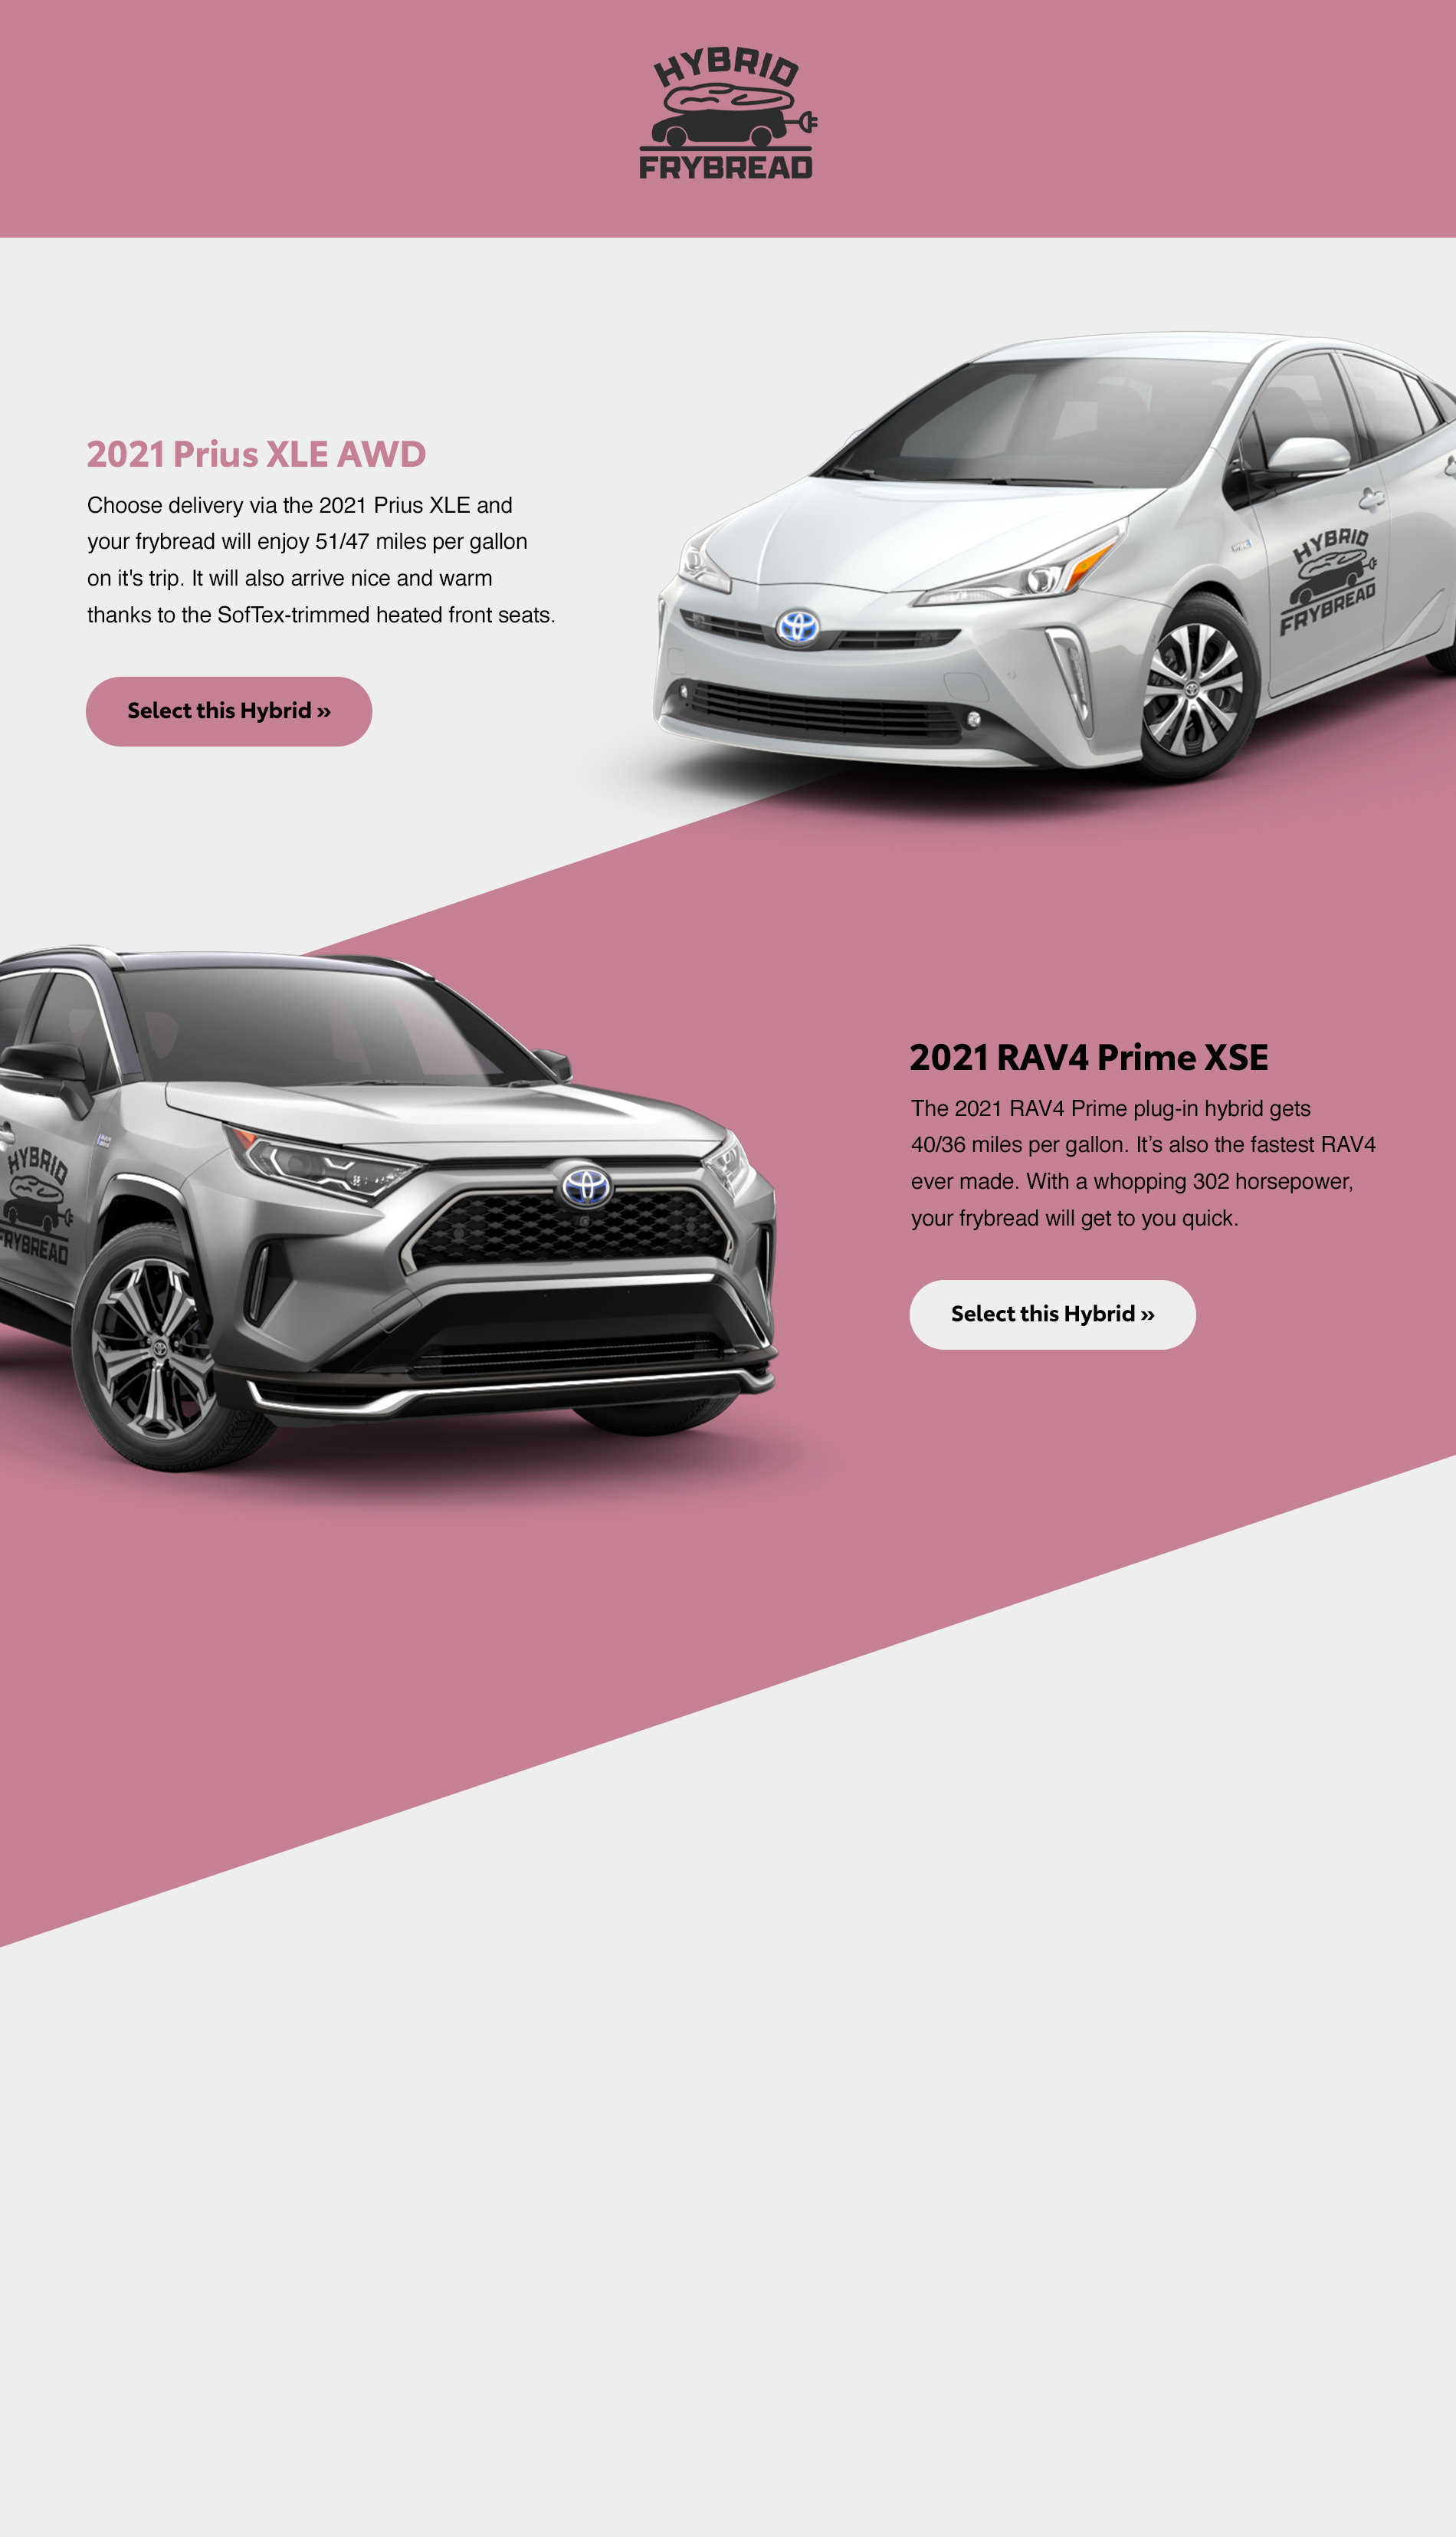 HYBRID
FRYBREAD
2021 Prius XLE AWD
Choose delivery via the 2021 Prius XLE and
your frybread will enjoy 51/47 miles per gallon
on it's trip. It will also arrive nice and warm
thanks to the SofTex-trimmed heated front seats.
Select this Hybrid »
HYBRID
FRYBREAD
2021 RAV4 Prime XSE
The 2021 RAV4 Prime plug-in hybrid gets
40/36 miles per gallon. It’s also the fastest RAV4
ever made. With a whopping 302 horsepower,
your frybread will get to you quick.
Select this Hybrid »
HYBRID
FRYBREAD